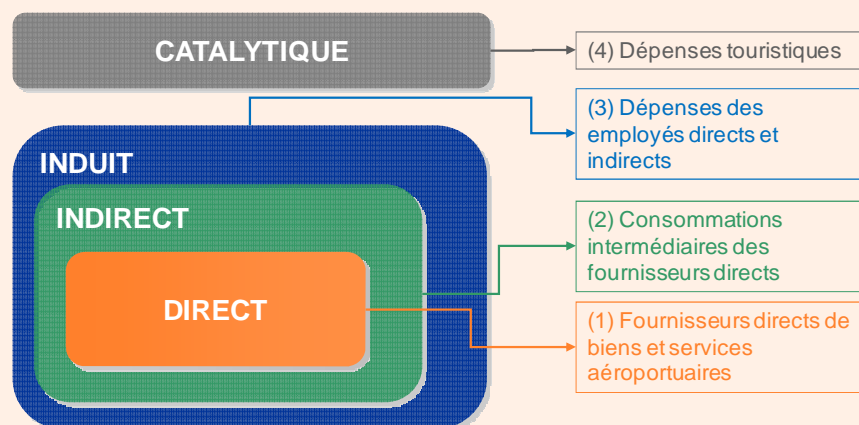 CATALYTIQUE
(4) Dépenses touristiques
(3) Dépenses des
employés directs et
indirects
INDUIT
INDIRECT
(2) Consommations
intermédiaires des
fournisseurs directs
DIRECT
(1) Fournisseurs directs de
biens et services
aéroportuaires